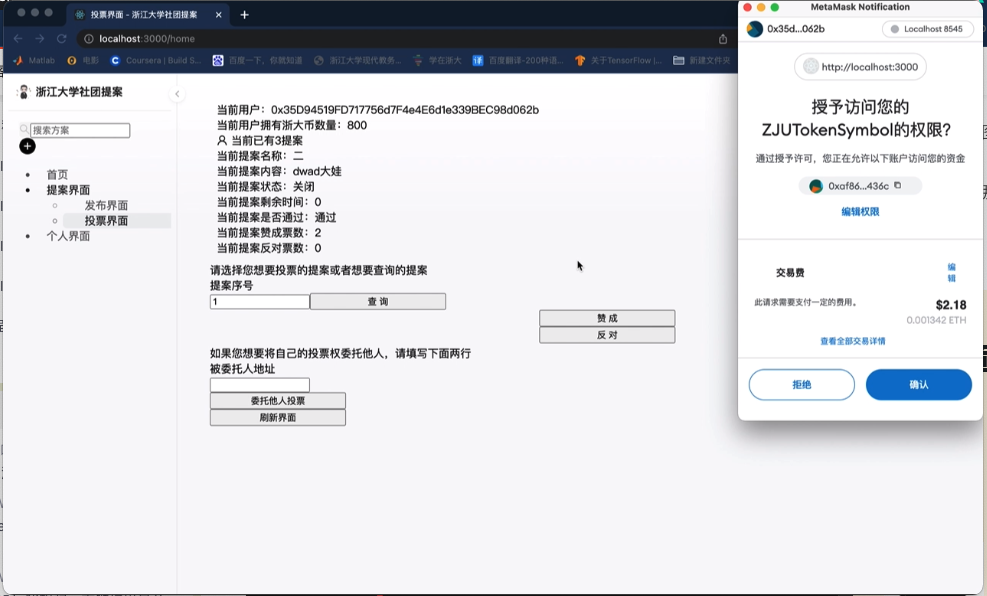 投票界面 - 浙江大学社团提案
localhost:3000/home
Matlab
电影
Coursera | Build S...
百度一下，你就知道
浙江大学现代教务...
学在浙大
百度翻译-200种语...
关于TensorFlow |...
新建文件夹
浙江大学社团提案
搜索方案
首页
提案界面
发布界面
投票界面
个人界面
当前用户：0x35D94519FD717756d7F4e4E6d1e339BEC98d062b
当前用户拥有浙大币数量：800
当前已有3提案
当前提案名称：二
当前提案内容：dwad大娃
当前提案状态：关闭
当前提案剩余时间：0
当前提案是否通过：通过
当前提案赞成票数：2
当前提案反对票数：0
请选择您想要投票的提案或者想要查询的提案
提案序号
1
查 询
赞 成
反 对
如果您想要将自己的投票权委托他人，请填写下面两行
被委托人地址
委托他人投票
刷新界面
MetaMask Notification
0x35d...062b
Localhost 8545
http://localhost:3000
授予访问您的
ZJUTokenSymbol的权限?
通过授予许可，您正在允许以下账户访问您的资金
0xaf86...436c
编辑权限
交易费
编
辑
此请求需要支付一定的费用。
$2.18
0.001342 ETH
查看全部交易详情
拒绝
确认